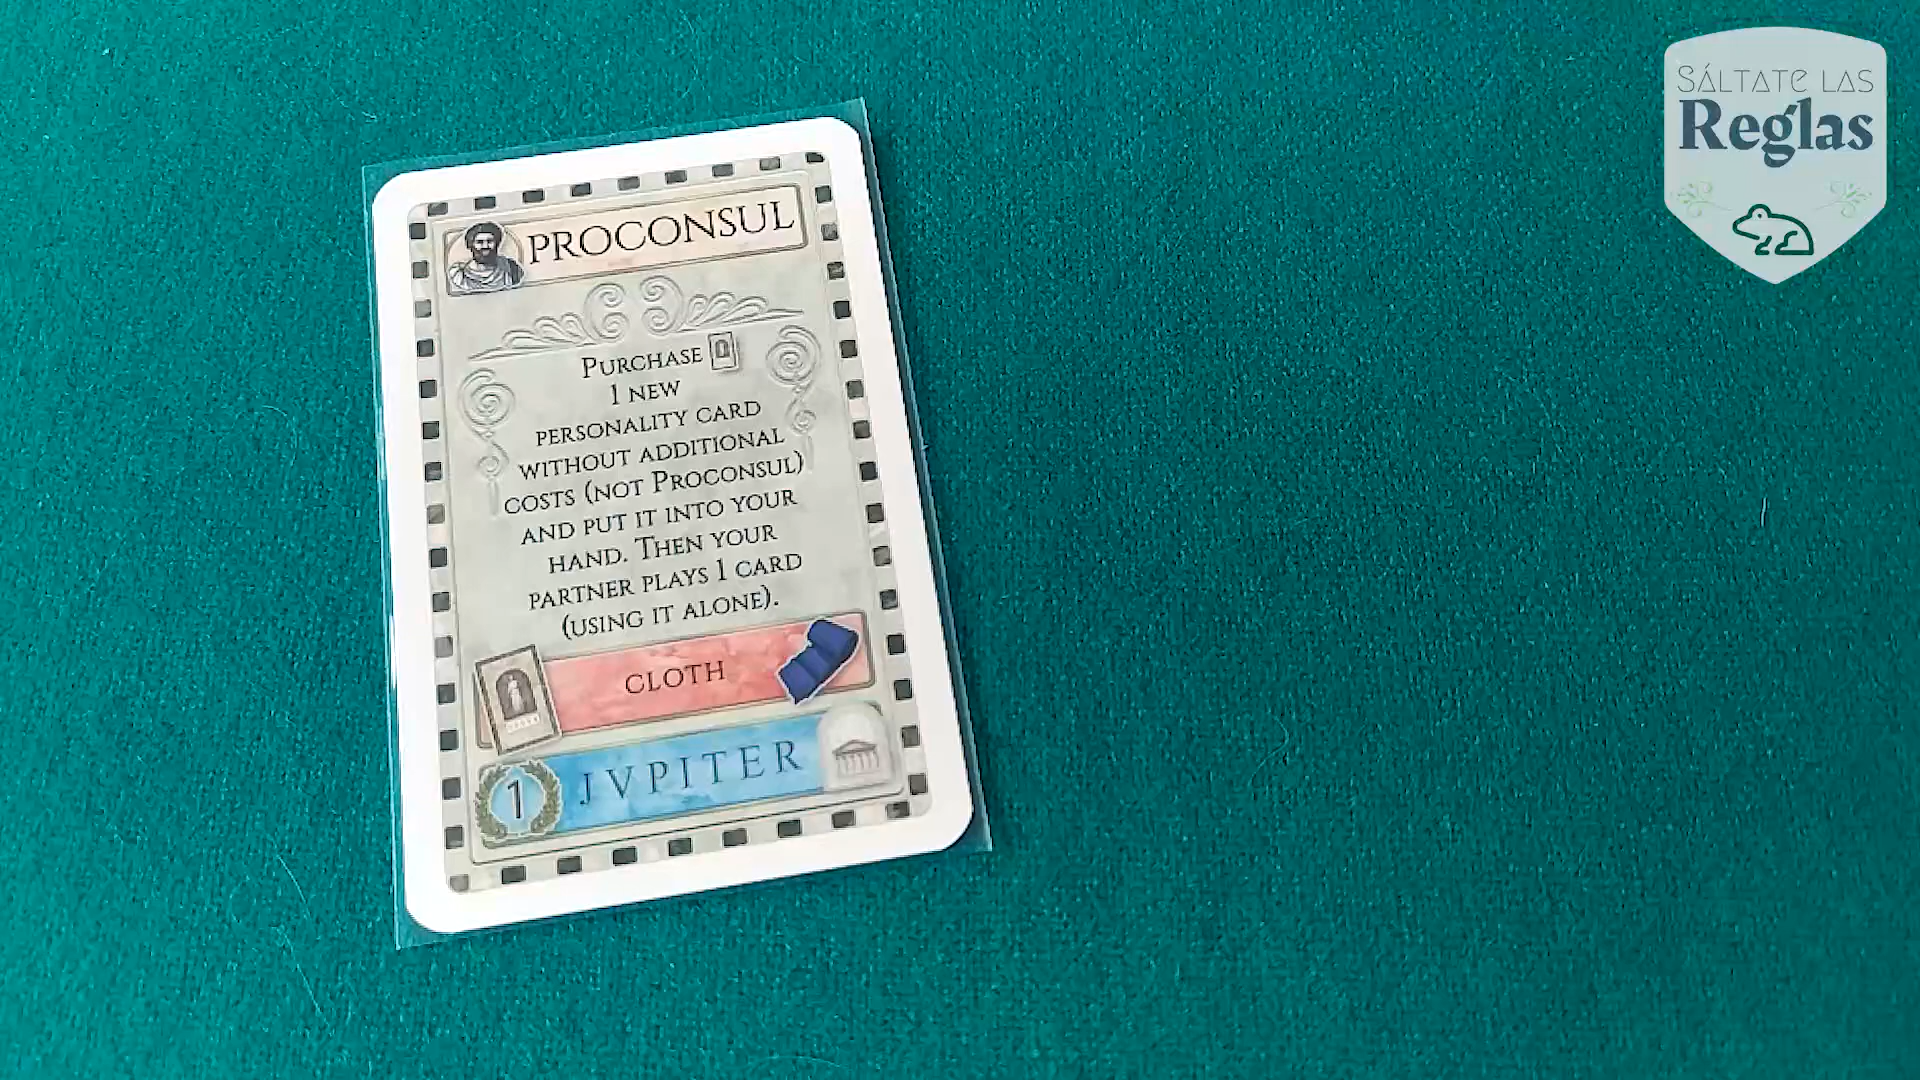 SÁLTATE LAS
Reglas
PROCONSUL
PURCHASE
1 NEW
PERSONALITY CARD
WITHOUT ADDITIONAL
COSTS (NOT PROCONSUL)
AND PUT IT INTO YOUR
HAND. THEN YOUR
PARTNER PLAYS 1 CARD
(USING IT ALONE).
CLOTH
1 JVPITER